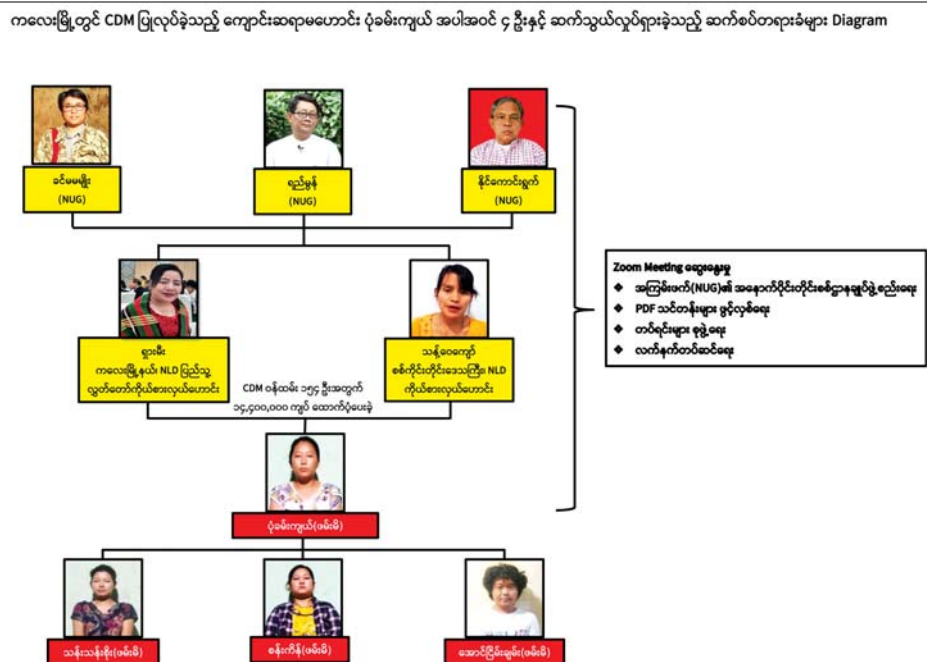 ကလေးမြို့တွင် CDM ပြုလုပ်ခဲ့သည့် ကျောင်းဆရာမဟောင်း ပုံခမ်းကျယ် အပါအဝင် ၄ ဦးနှင့် ဆက်သွယ်လှုပ်ရှားခဲ့သည့် ဆက်စပ်တရားခံများ Diagram
ခင်မမမျိုး
(NUG)
ရည်မွန်
(NUG)
နိုင်ကောင်းရွက်
(NUG)
ရှားမီး
ကလေးမြို့နယ်၊ NLD ပြည်သူ့
လွှတ်တော်ကိုယ်စားလှယ်ဟောင်း
သန့်ဝေကျော်
စစ်ကိုင်းတိုင်းဒေသကြီး၊ NLD
ကိုယ်စားလှယ်ဟောင်း
CDM ဝန်ထမ်း ၁၅၄ ဦးအတွက်
၁၄,၄၀၀,၀၀၀ ကျပ် ထောက်ပံ့ပေးခဲ့
Zoom Meeting ဆွေးနွေးမှု
❖ အကြမ်းဖက်(NUG)၏ အနောက်ပိုင်းတိုင်းစစ်ဌာနချုပ်ဖွဲ့စည်းရေး
❖ PDF သင်တန်းများ ဖွင့်လှစ်ရေး
❖ တပ်ရင်းများ စုဖွဲ့ရေး
❖ လက်နက်တပ်ဆင်ရေး
ပုံခမ်းကျယ်(ဖမ်းမိ)
သန်းသန်းစိုး(ဖမ်းမိ)
စန်းကိန်(ဖမ်းမိ)
အောင်ငြိမ်းချမ်း(ဖမ်းမိ)